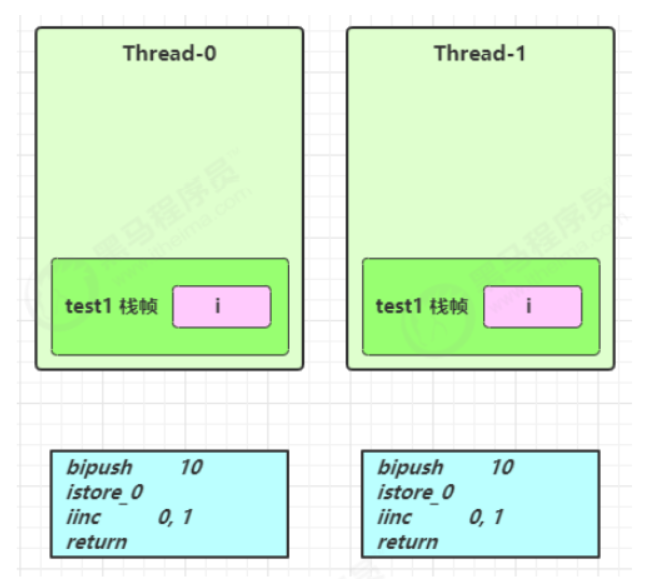 Thread-0
test1 栈帧 i
bipush 10
istore_0
iinc 0, 1
return
Thread-1
test1 栈帧 i
bipush 10
istore_0
iinc 0, 1
return
黑马程序员
www.itheima.com
黑马程序员